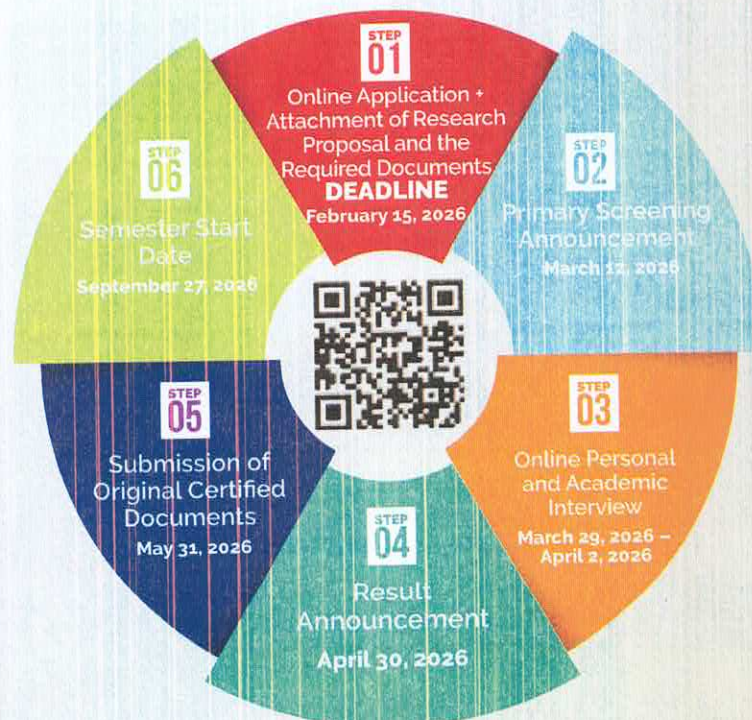 STEP
01
Online Application +
Attachment of Research
Proposal and the
Required Documents
DEADLINE
February 15, 2026
STEP
02
Primary Screening
Announcement
March 12, 2026
STEP
03
Online Personal
and Academic
Interview
March 29, 2026 –
April 2, 2026
STEP
04
Result
Announcement
April 30, 2026
STEP
05
Submission of
Original Certified
Documents
May 31, 2026
STEP
06
Semester Start
Date
September 27, 2026